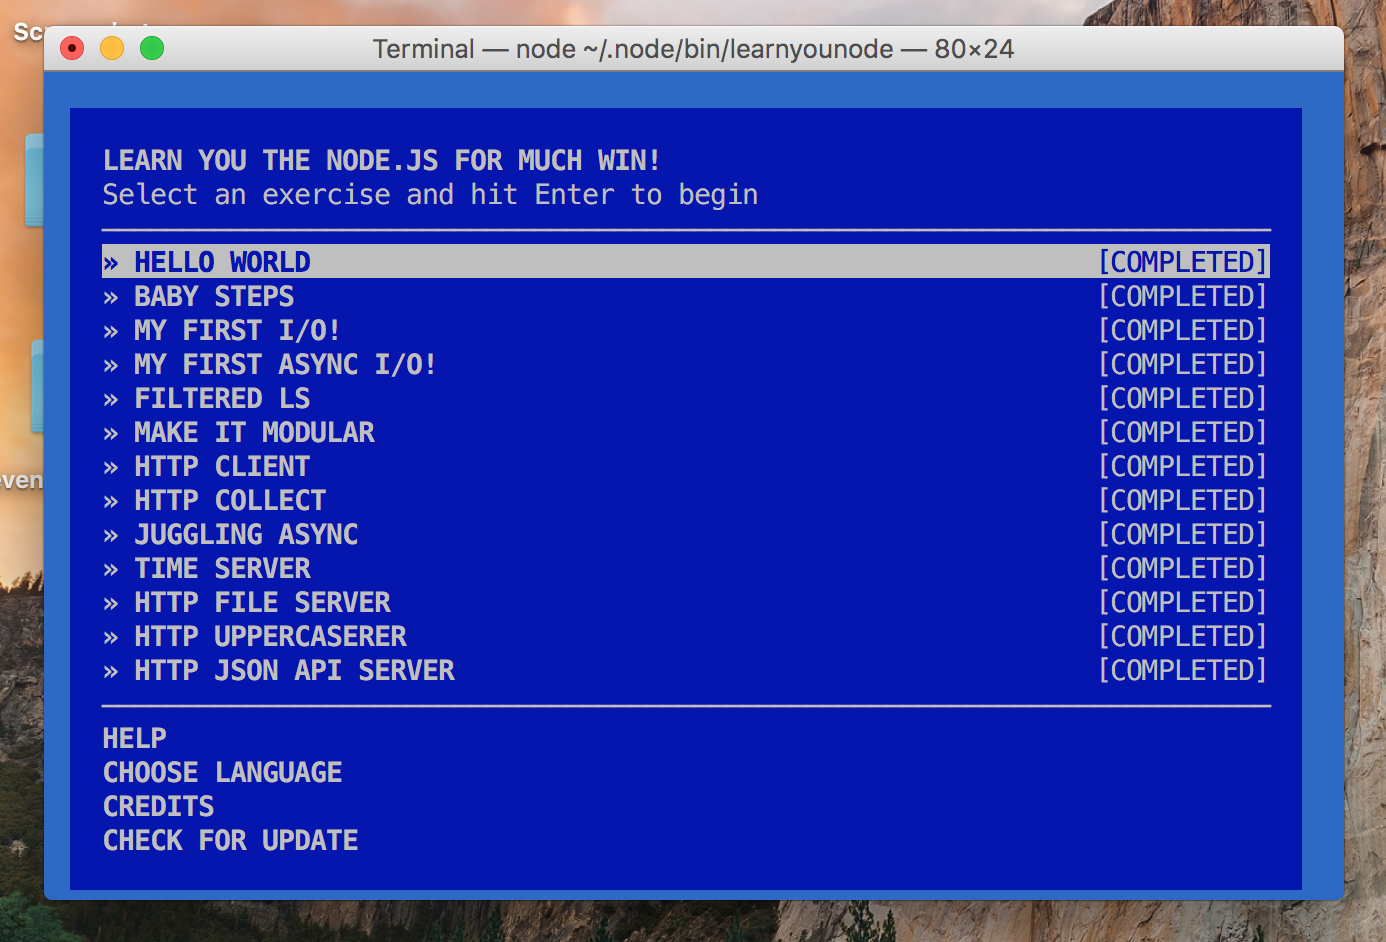 Terminal — node ~/.node/bin/learnyounode — 80×24
LEARN YOU THE NODE.JS FOR MUCH WIN!
Select an exercise and hit Enter to begin
» HELLO WORLD [COMPLETED]
» BABY STEPS [COMPLETED]
» MY FIRST I/O! [COMPLETED]
» MY FIRST ASYNC I/O! [COMPLETED]
» FILTERED LS [COMPLETED]
» MAKE IT MODULAR [COMPLETED]
» HTTP CLIENT [COMPLETED]
» HTTP COLLECT [COMPLETED]
» JUGGLING ASYNC [COMPLETED]
» TIME SERVER [COMPLETED]
» HTTP FILE SERVER [COMPLETED]
» HTTP UPPERCASERER [COMPLETED]
» HTTP JSON API SERVER [COMPLETED]
HELP
CHOOSE LANGUAGE
CREDITS
CHECK FOR UPDATE